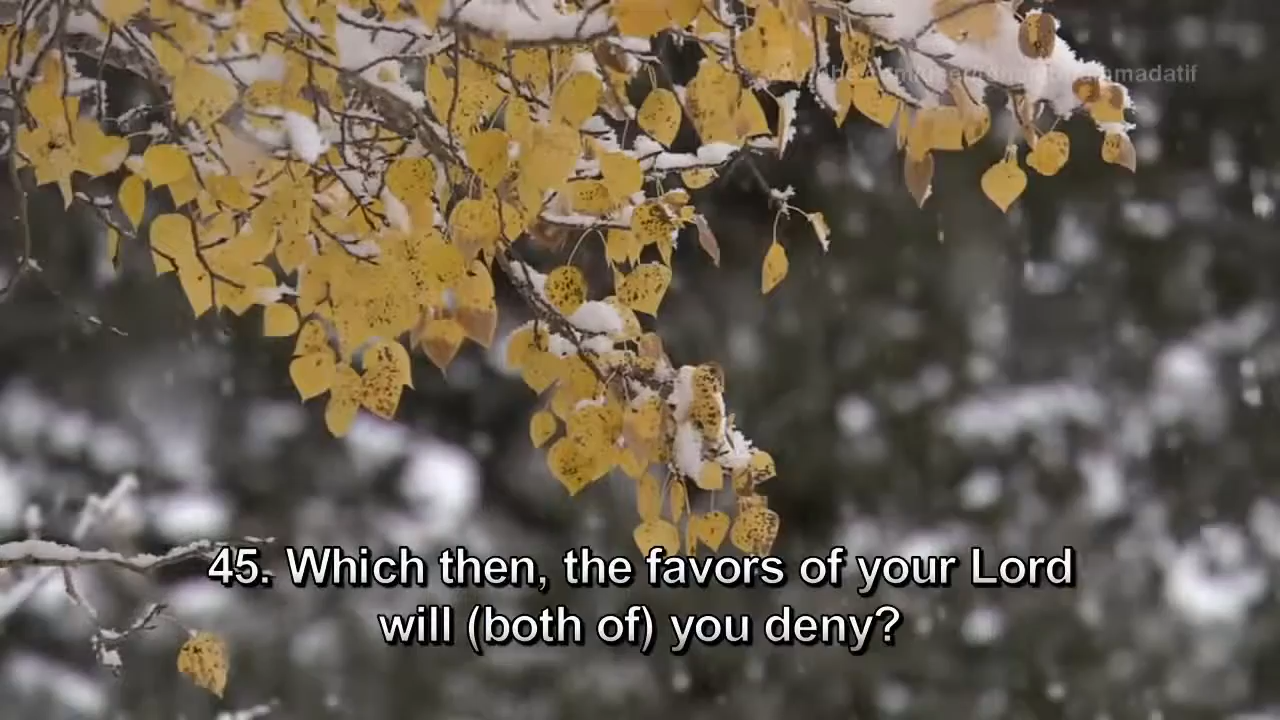 45. Which then, the favors of your Lord
will (both of) you deny?